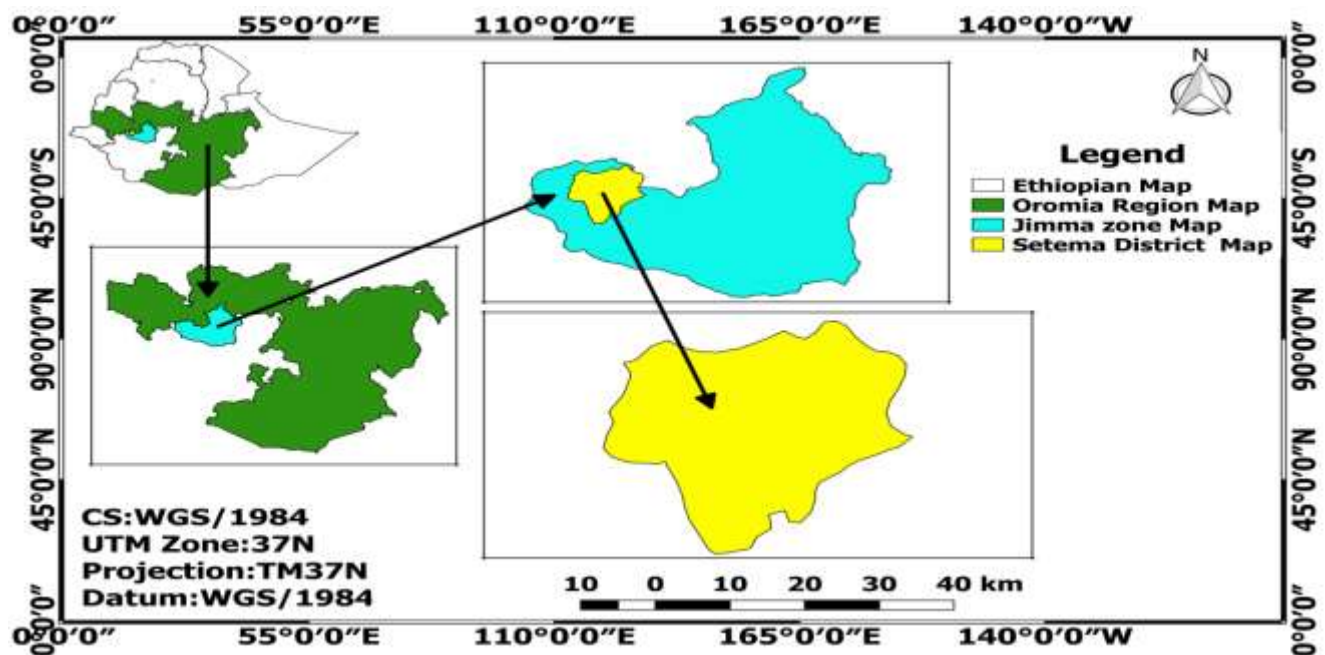 0°0'0" 55°0'0"E 110°0'0"E 165°0'0"E 140°0'0"W
0°0'0"
45°0'0"S
90°0'0"N
45°0'0"N
0°0'0"
N
Legend
Ethiopian Map
Oromia Region Map
Jimma zone Map
Setema District Map
0°0'0"
45°0'0"S
90°0'0"N
45°0'0"N
0°0'0"
CS:WGS/1984
UTM Zone:37N
Projection:TM37N
Datum:WGS/1984
10 0 10 20 30 40 km
0°0'0" 55°0'0"E 110°0'0"E 165°0'0"E 140°0'0"W